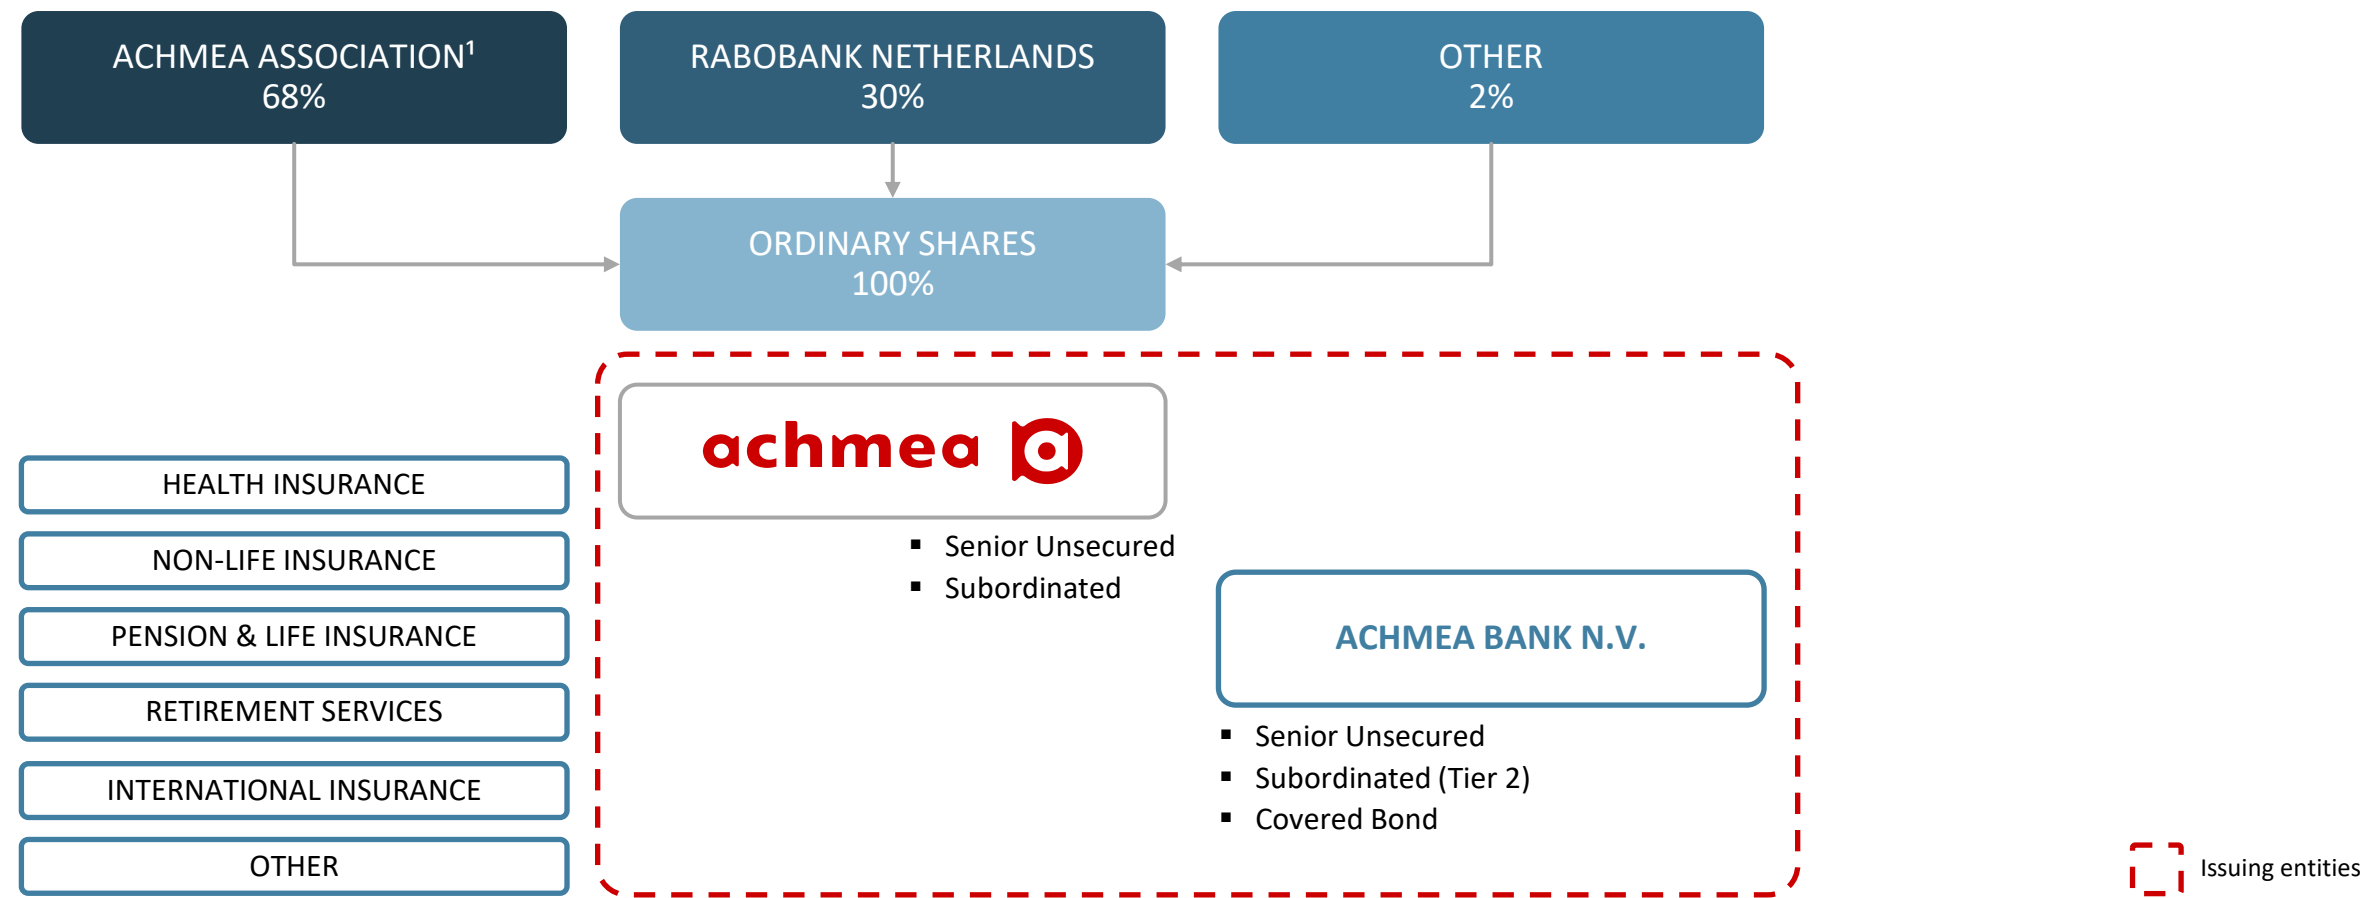 ACHMEA ASSOCIATION¹
68%
RABOBANK NETHERLANDS
30%
OTHER
2%
ORDINARY SHARES
100%
achmea
HEALTH INSURANCE
NON-LIFE INSURANCE
PENSION & LIFE INSURANCE
RETIREMENT SERVICES
INTERNATIONAL INSURANCE
OTHER
▪ Senior Unsecured
▪ Subordinated
ACHMEA BANK N.V.
▪ Senior Unsecured
▪ Subordinated (Tier 2)
▪ Covered Bond
Issuing entities